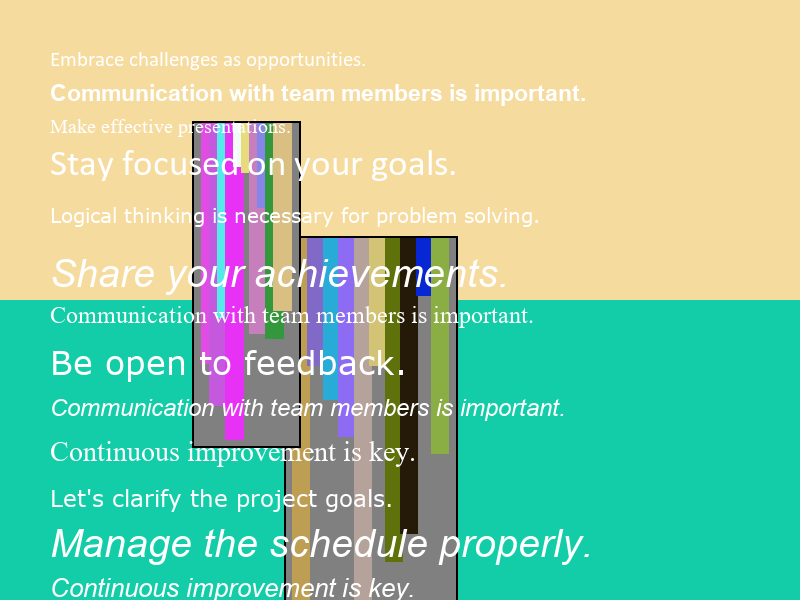 Embrace challenges as opportunities.
Communication with team members is important.
Make effective presentations.
Stay focused on your goals.
Logical thinking is necessary for problem solving.
Share your achievements.
Communication with team members is important.
Be open to feedback.
Communication with team members is important.
Continuous improvement is key.
Let's clarify the project goals.
Manage the schedule properly.
Continuous improvement is key.